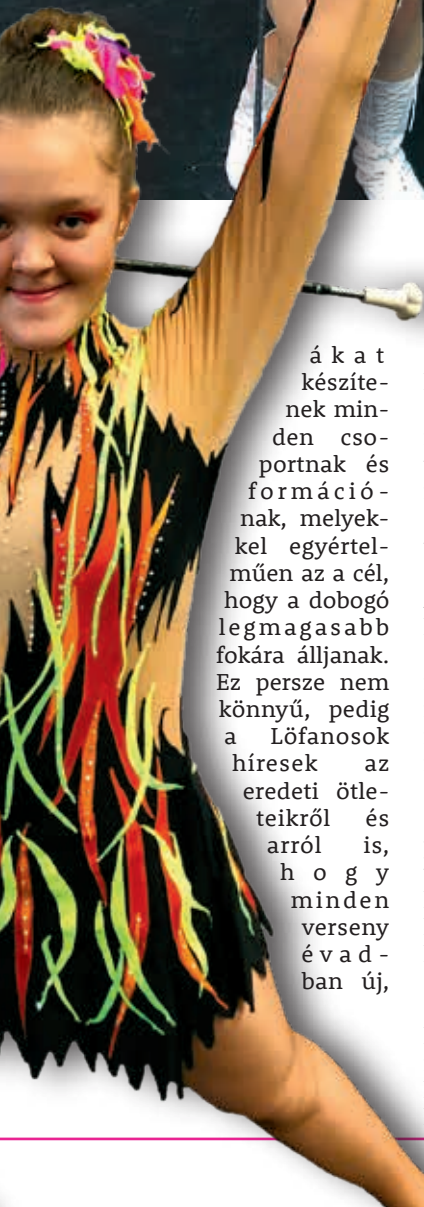 ákat
készíte-
nek min-
den cso-
portnak és
formáció-
nak, melyek-
kel egyértel-
műen az a cél,
hogy a dobogó
legmagasabb
fokára álljanak.
Ez persze nem
könnyű, pedig
a Löfanosok
híresek az
eredeti ötle-
teikről és
arról is,
hogy
minden
verseny
évad-
ban új,